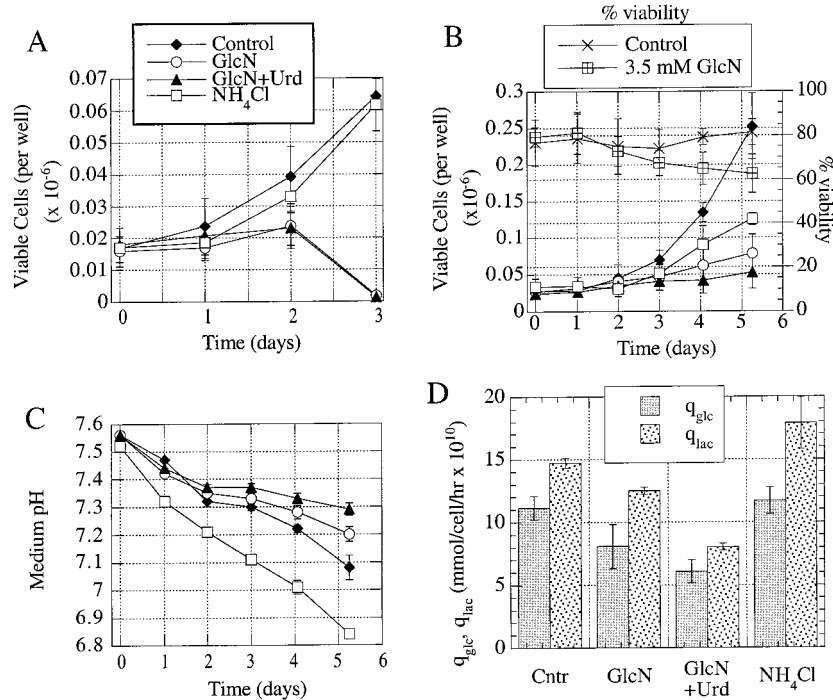 A
Control
GlcN
GlcN+Urd
NH4Cl
0.07
0.06
0.05
0.04
0.03
0.02
0.01
0
Viable Cells (per well)
(x 10-6)
0
1
2
3
Time (days)
B
% viability
Control
3.5 mM GlcN
0.3
0.25
0.2
0.15
0.1
0.05
0
Viable Cells (per well)
(x10-6)
100
80
60
40
20
0
% viability
0
1
2
3
4
5
6
Time (days)
C
7.6
7.5
7.4
7.3
7.2
7.1
7
6.9
6.8
Medium pH
0
1
2
3
4
5
6
Time (days)
D
qglc
qlac
20
15
10
5
0
qglc, qlac (mmol/cell/hr x 1010)
Cntr
GlcN
GlcN
+Urd
NH4Cl